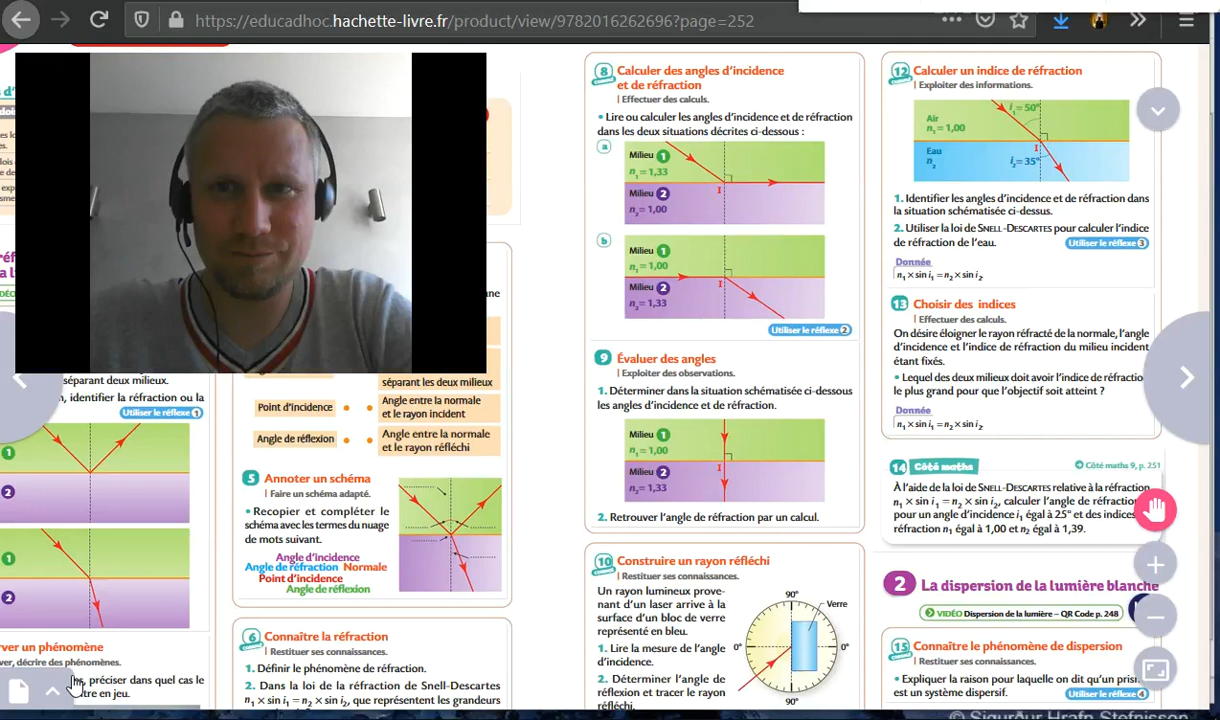 https://educadhoc.hachette-livre.fr/product/view/9782016262696?page=252
séparant deux milieux.
identifier la réfraction ou la
Utiliser le réflexe 1
1
2
1
2
ver un phénomène
ver, décrire des phénomènes.
préciser dans quel cas le
tre en jeu.
séparant les deux milieux
Point d'incidence
Angle entre la normale
et le rayon incident
Angle de réflexion
Angle entre la normale
et le rayon réfléchi
5 Annoter un schéma
| Faire un schéma adapté.
• Recopier et compléter le
schéma avec les termes du nuage
de mots suivant.
Angle d'incidence
Angle de réfraction Normale
Point d'incidence
Angle de réflexion
6 Connaître la réfraction
Restituer ses connaissances.
1. Définir le phénomène de réfraction.
2. Dans la loi de la réfraction de Snell-Descartes
n₁ × sin i₁ = n₂ × sin i₂, que représentent les grandeurs
8 Calculer des angles d'incidence
et de réfraction
| Effectuer des calculs.
• Lire ou calculer les angles d'incidence et de réfraction
dans les deux situations décrites ci-dessous :
a
Milieu 1
n₁ = 1,33
Milieu 2
n₂ = 1,00
I
b
Milieu 1
n₁ = 1,00
I
Milieu 2
n₂ = 1,33
Utiliser le réflexe 2
9 Évaluer des angles
| Exploiter des observations.
1. Déterminer dans la situation schématisée ci-dessous
les angles d'incidence et de réfraction.
Milieu 1
n₁ = 1,00
I
Milieu 2
n₂ = 1,33
2. Retrouver l'angle de réfraction par un calcul.
10 Construire un rayon réfléchi
| Restituer ses connaissances.
Un rayon lumineux prove-
nant d'un laser arrive à la
surface d'un bloc de verre
représenté en bleu.
1. Lire la mesure de l'angle
d'incidence.
2. Déterminer l'angle de
réflexion et tracer le rayon
réfléchi.
90°
Verre
0°
0°
90°
12 Calculer un indice de réfraction
| Exploiter des informations.
i₁ = 50°
Air
n₁ = 1,00
I
Eau
n₂
i₂ = 35°
1. Identifier les angles d'incidence et de réfraction dans
la situation schématisée ci-dessus.
2. Utiliser la loi de SNELL-DESCARTES pour calculer l'indice
de réfraction de l'eau.
Utiliser le réflexe 3
Donnée
n₁ × sin i₁ = n₂ × sin i₂
13 Choisir des indices
| Effectuer des calculs.
On désire éloigner le rayon réfracté de la normale, l'angle
d'incidence et l'indice de réfraction du milieu incident
étant fixés.
• Lequel des deux milieux doit avoir l'indice de réfractio
le plus grand pour que l'objectif soit atteint ?
Donnée
n₁ × sin i₁ = n₂ × sin i₂
14 Côté maths
Côté maths 9, p. 251
À l'aide de la loi de SNELL-DESCARTES relative à la réfraction
n₁ × sin i₁ = n₂ × sin i₂, calculer l'angle de réfraction
pour un angle d'incidence i₁ égal à 25° et des indices
réfraction n₁ égal à 1,00 et n₂ égal à 1,39.
2 La dispersion de la lumière blanche
VIDÉO Dispersion de la lumière – QR Code p. 248
15 Connaître le phénomène de dispersion
| Restituer ses connaissances.
• Expliquer la raison pour laquelle on dit qu'un pris
est un système dispersif.
Utiliser le réflexe 4